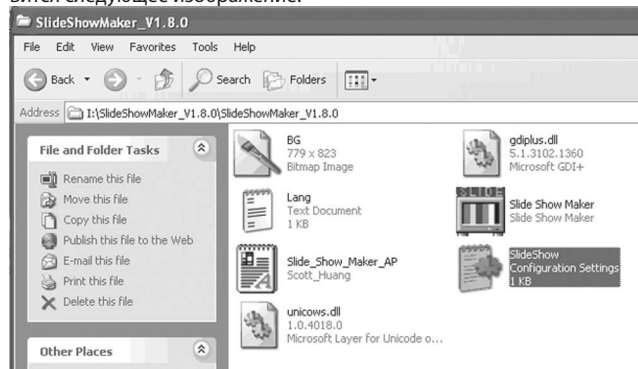 вится следующее изображение.
SlideShowMaker_V1.8.0
File Edit View Favorites Tools Help
Back Search Folders
Address I:\SlideShowMaker_V1.8.0\SlideShowMaker_V1.8.0
File and Folder Tasks
Rename this file
Move this file
Copy this file
Publish this file to the Web
E-mail this file
Print this file
Delete this file
Other Places
BG
779 x 823
Bitmap Image
gdiplus.dll
5.1.3102.1360
Microsoft GDI+
Lang
Text Document
1 KB
SLIDE
Slide Show Maker
Slide Show Maker
Slide_Show_Maker_AP
Scott_Huang
SlideShow
Configuration Settings
1 KB
unicows.dll
1.0.4018.0
Microsoft Layer for Unicode o...